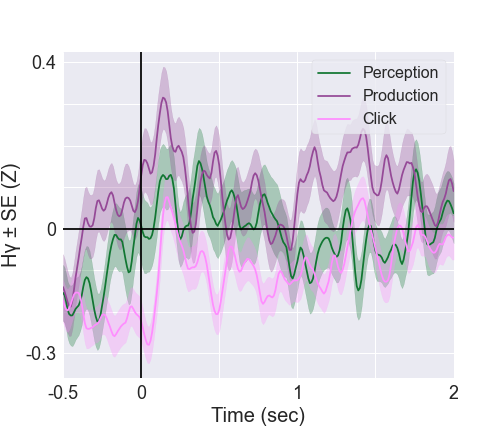 Perception
Production
Click
0.4
0
-0.3
Hγ ± SE (Z)
-0.5
0
1
2
Time (sec)